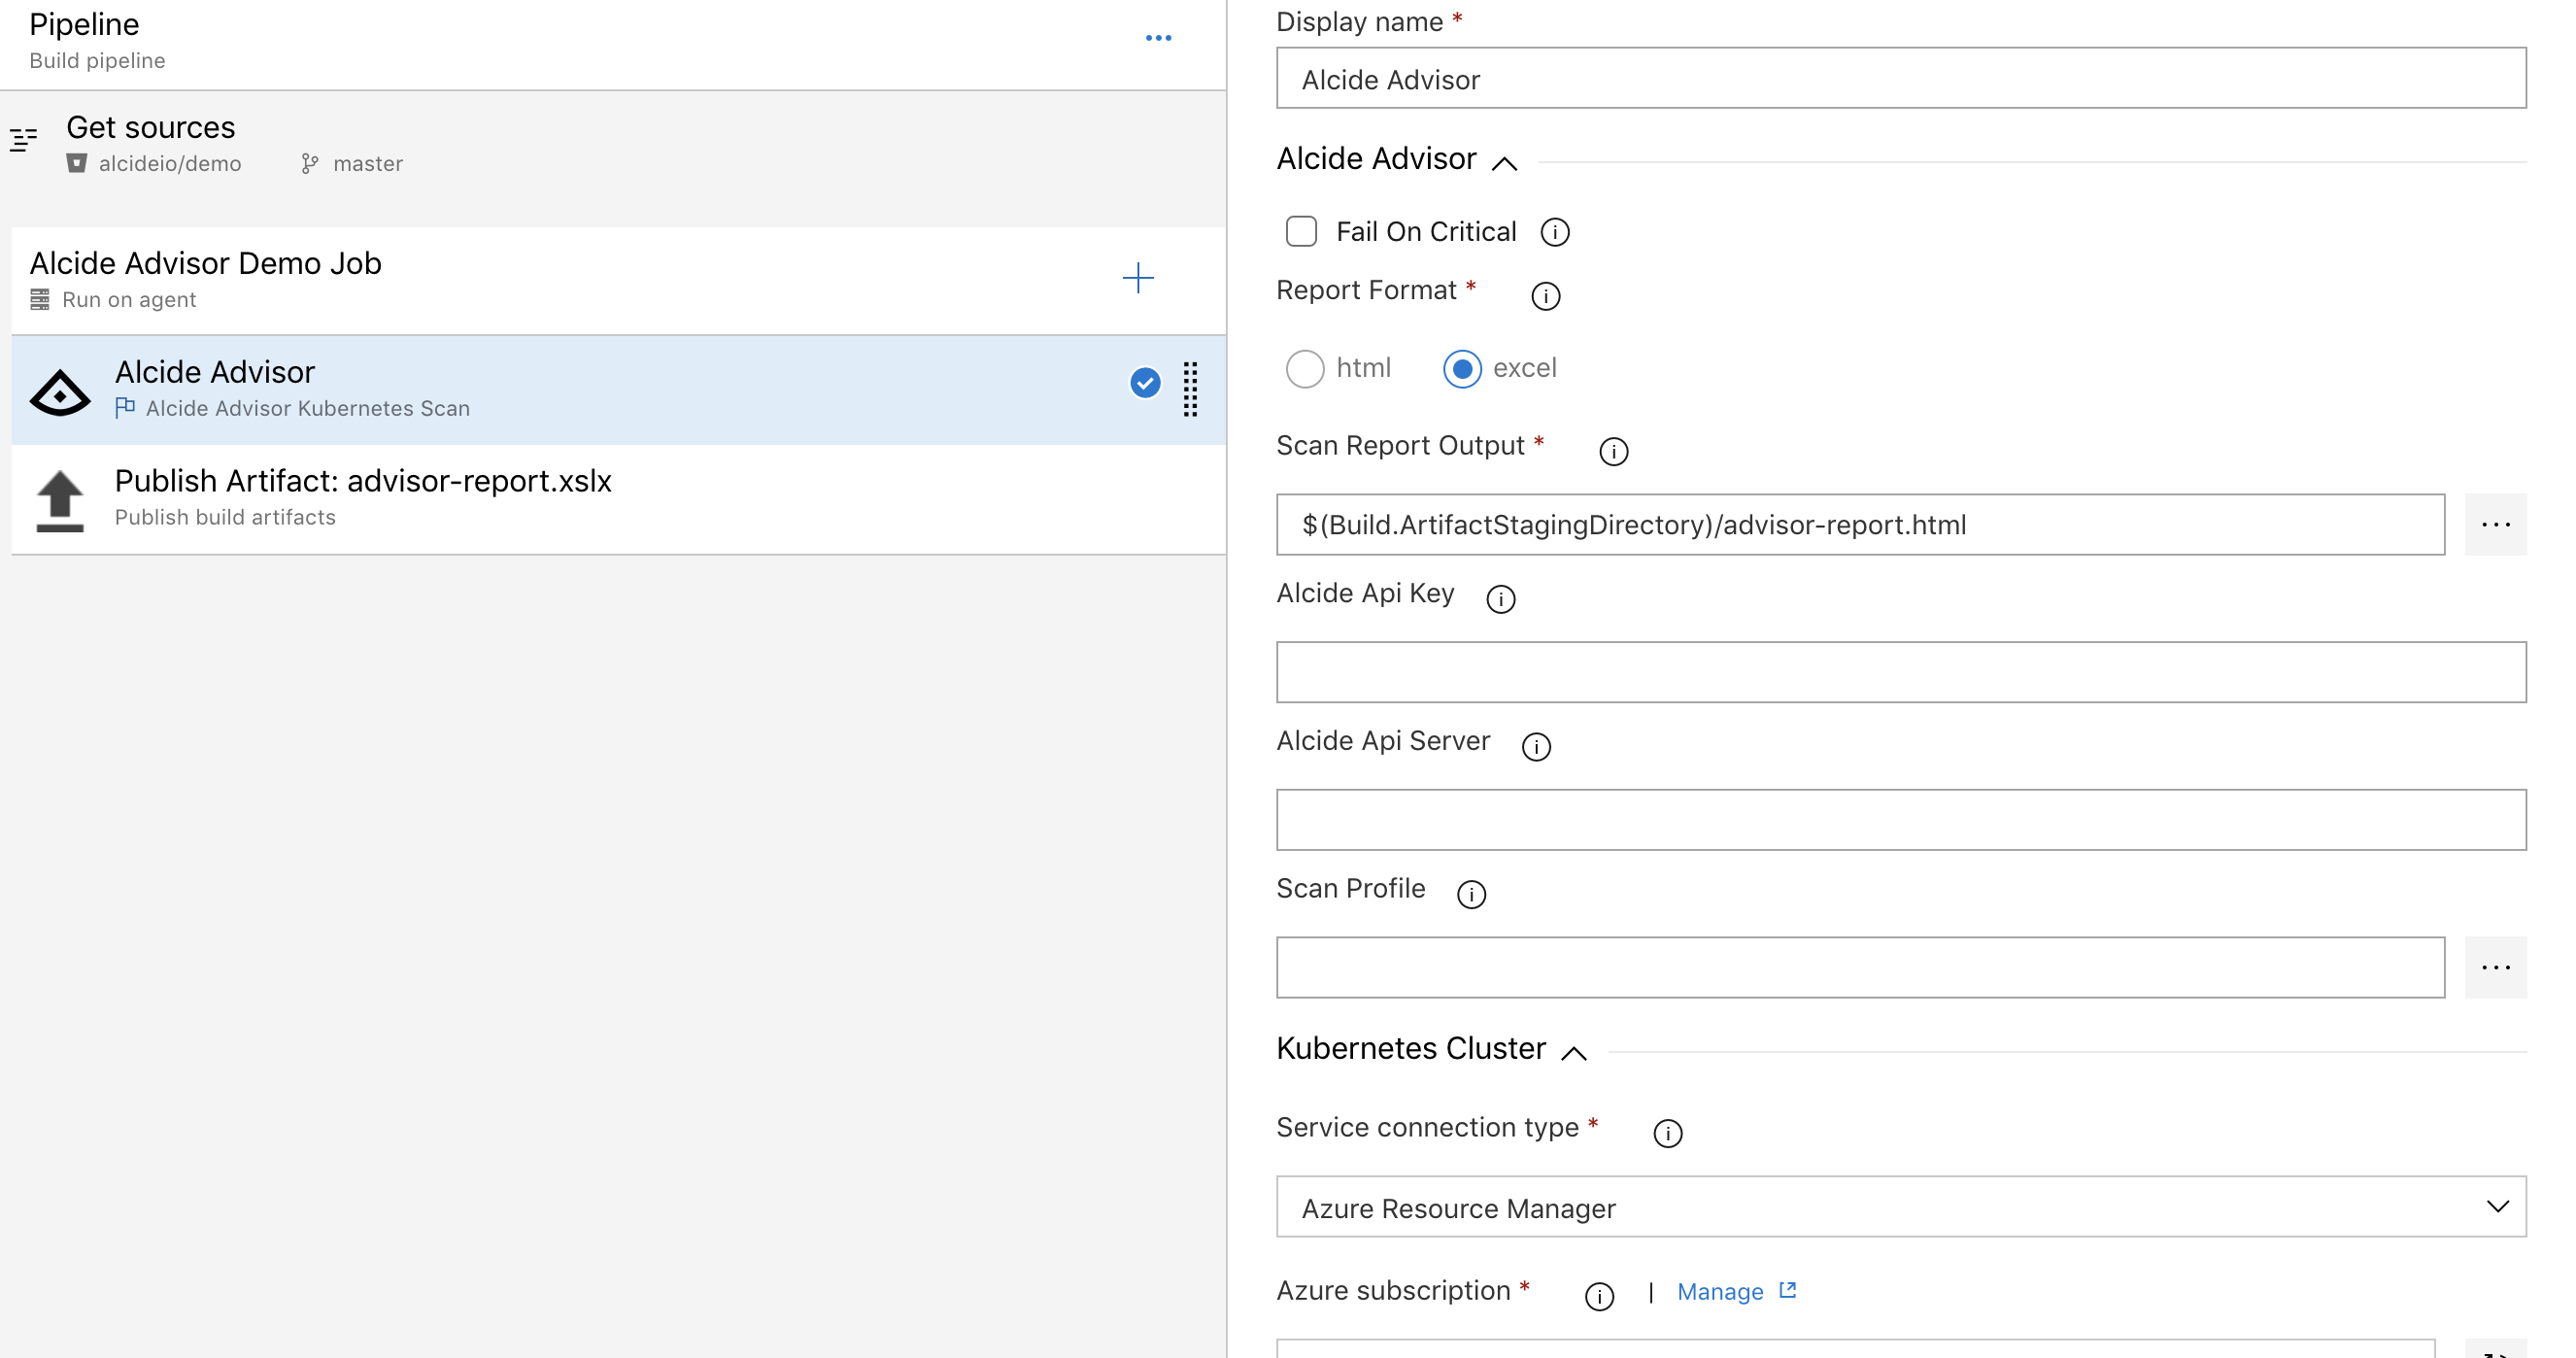 Pipeline
Build pipeline
Get sources
alcideio/demo master
Alcide Advisor Demo Job
Run on agent
Alcide Advisor
Alcide Advisor Kubernetes Scan
Publish Artifact: advisor-report.xslx
Publish build artifacts
Display name *
Alcide Advisor
Alcide Advisor
Fail On Critical
Report Format *
html excel
Scan Report Output *
$(Build.ArtifactStagingDirectory)/advisor-report.html
Alcide Api Key
Alcide Api Server
Scan Profile
Kubernetes Cluster
Service connection type *
Azure Resource Manager
Azure subscription * | Manage